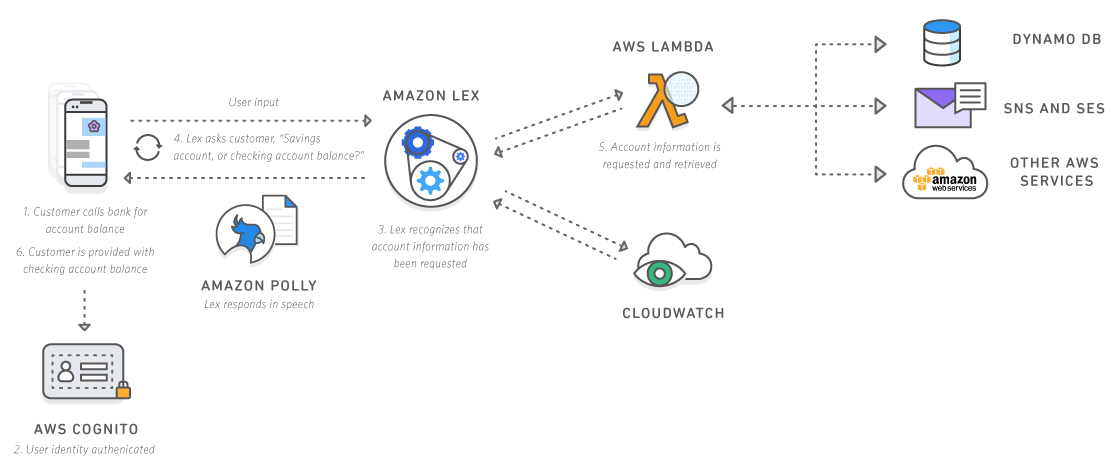 AWS LAMBDA
DYNAMO DB
AMAZON LEX
User input
SNS AND SES
4. Lex asks customer, "Savings
account, or checking account balance?"
5. Account information is
requested and retrieved
OTHER AWS
SERVICES
amazon
web services
1. Customer calls bank for
account balance
6. Customer is provided with
checking account balance
3. Lex recognizes that
account information has
been requested
AMAZON POLLY
Lex responds in speech
CLOUDWATCH
AWS COGNITO
2. User identity authenicated